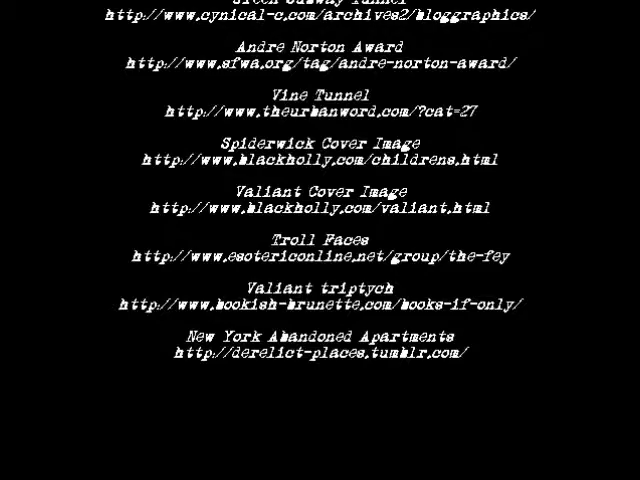 Subway Tunnel
http://www.cynical-c.com/archives2/bloggraphics/
Andre Norton Award
http://www.sfwa.org/tag/andre-norton-award/
Vine Tunnel
http://www.theurbanword.com/?cat=27
Spiderwick Cover Image
http://www.blackholly.com/childrens.html
Valiant Cover Image
http://www.blackholly.com/valiant.html
Troll Faces
http://www.esotericonline.net/group/the-fey
Valiant triptych
http://www.bookish-brunette.com/books-if-only/
New York Abandoned Apartments
http://derelict-places.tumblr.com/